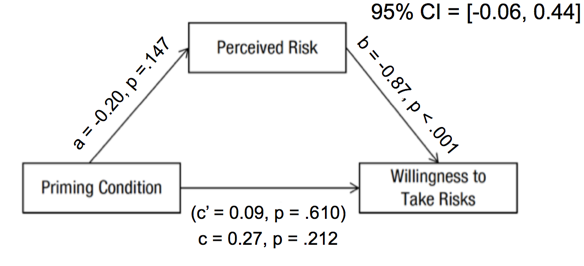 95% CI = [-0.06, 0.44]
Perceived Risk
a = -0.20, p =.147
b = -0.87, p < .001
Priming Condition
Willingness to
Take Risks
(c' = 0.09, p = .610)
c = 0.27, p = .212